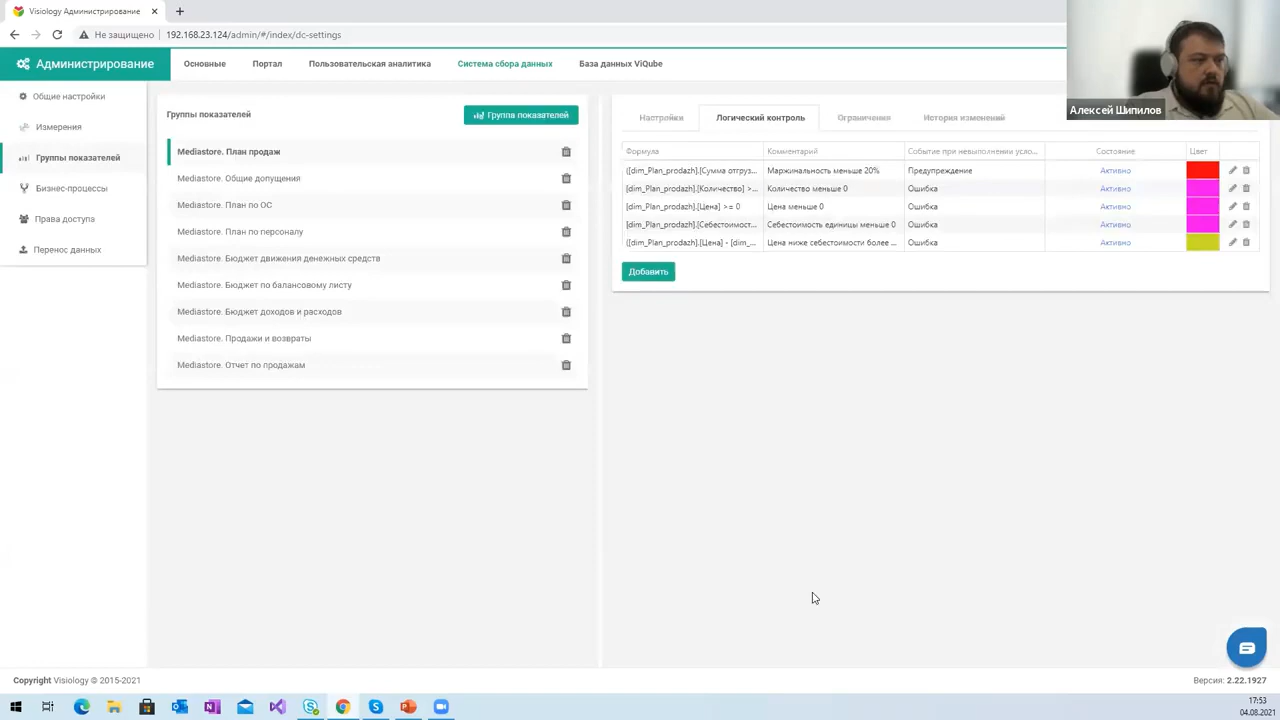 Visiology Администрирование
Не защищено
192.168.23.124/admin/#/index/dc-settings
Администрирование
Основные
Портал
Пользовательская аналитика
Система сбора данных
База данных ViQube
Алексей Шипилов
Общие настройки
Измерения
Группы показателей
Бизнес-процессы
Права доступа
Перенос данных
Группы показателей
Группа показателей
Mediastore. План продаж
Mediastore. Общие допущения
Mediastore. План по ОС
Mediastore. План по персоналу
Mediastore. Бюджет движения денежных средств
Mediastore. Бюджет по балансовому листу
Mediastore. Бюджет доходов и расходов
Mediastore. Продажи и возвраты
Mediastore. Отчет по продажам
Настройки
Логический контроль
Ограничения
История изменений
Формула Комментарий Событие при невыполнении усло... Состояние Цвет
([dim_Plan_prodazh].[Сумма отгруз... Маржинальность меньше 20% Предупреждение Активно
[dim_Plan_prodazh].[Количество] >... Количество меньше 0 Ошибка Активно
[dim_Plan_prodazh].[Цена] >= 0 Цена меньше 0 Ошибка Активно
[dim_Plan_prodazh].[Себестоимост... Себестоимость единицы меньше 0 Ошибка Активно
([dim_Plan_prodazh].[Цена] - [dim_... Цена ниже себестоимости более ... Ошибка Активно
Добавить
Copyright Visiology © 2015-2021
Версия: 2.22.1927
17:53
04.08.2021